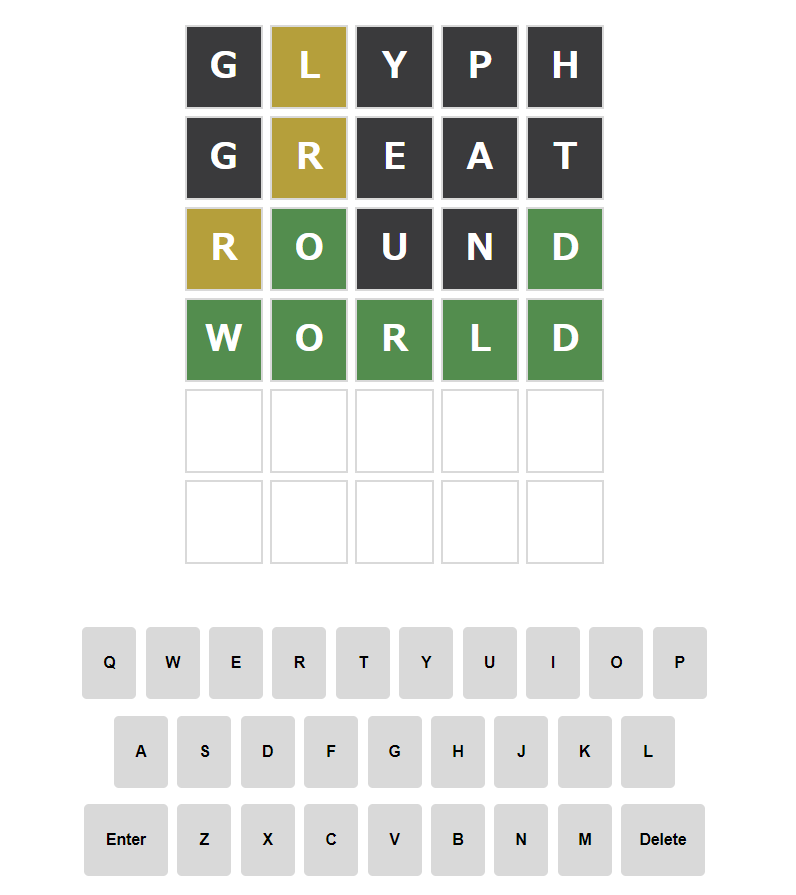 G L Y P H
G R E A T
R O U N D
W O R L D
Q W E R T Y U I O P
A S D F G H J K L
Enter Z X C V B N M Delete